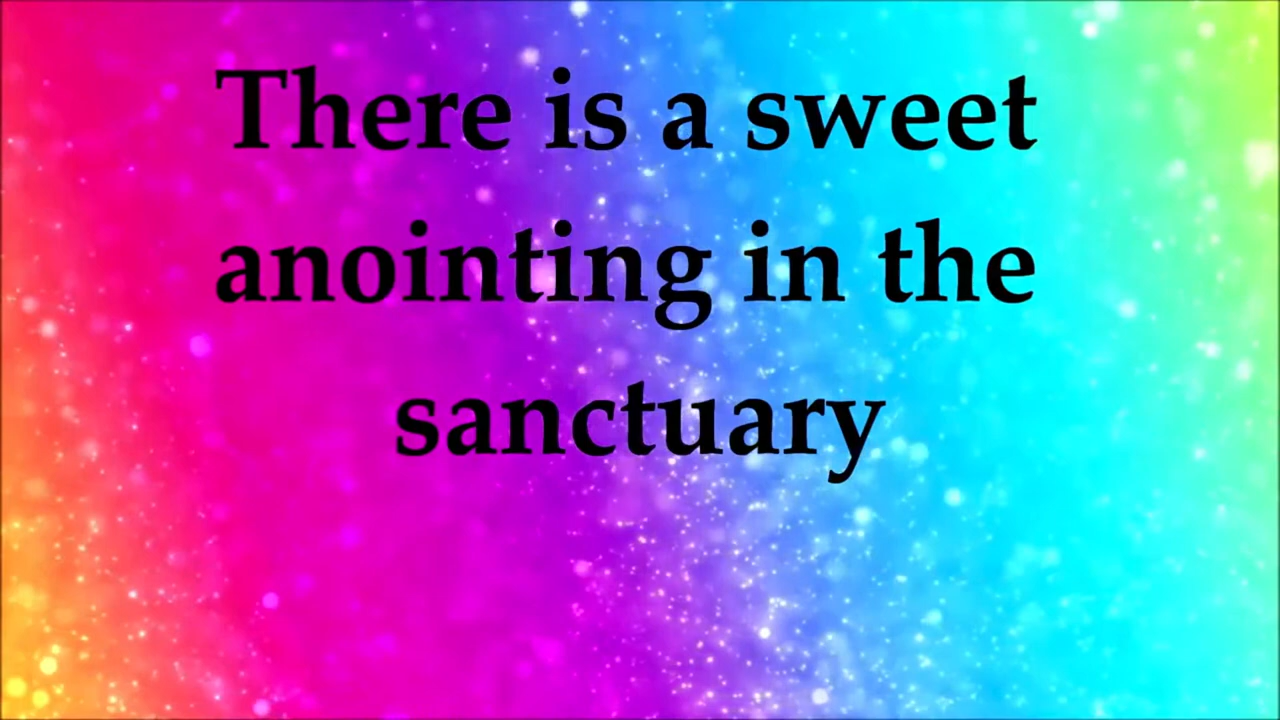 There is a sweet
anointing in the
sanctuary